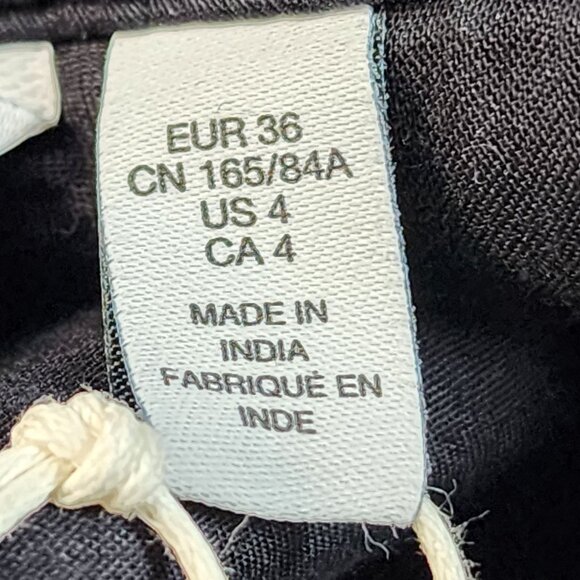 EUR 36
CN 165/84A
US 4
CA 4
MADE IN
INDIA
FABRIQUÉ EN
INDE